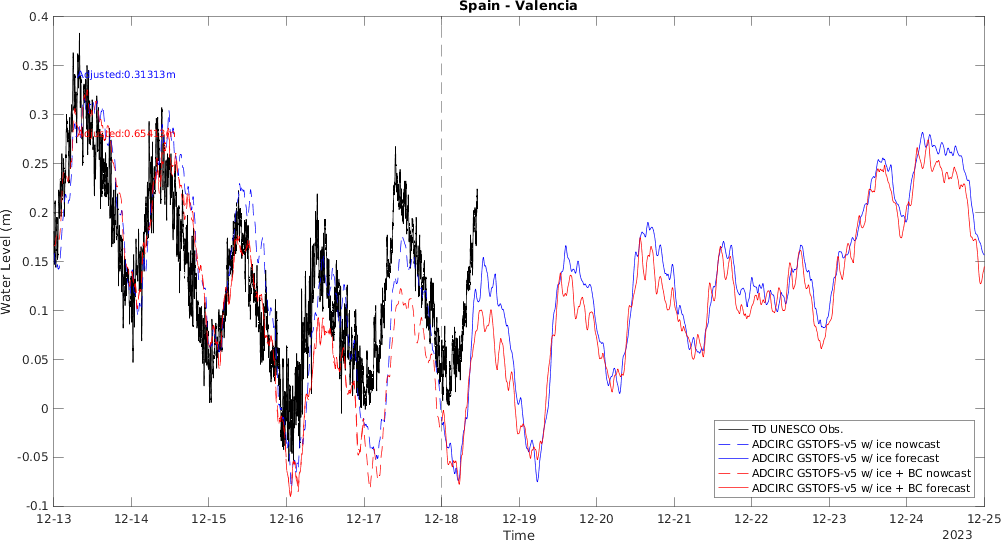 Spain - Valencia
0.4
0.35
0.3
0.25
0.2
0.15
0.1
0.05
0
-0.05
-0.1
Water Level (m)
Adjusted:0.31313m
TD UNESCO Obs.
ADCIRC GSTOFS-v5 w/ ice nowcast
ADCIRC GSTOFS-v5 w/ ice forecast
ADCIRC GSTOFS-v5 w/ ice + BC nowcast
ADCIRC GSTOFS-v5 w/ ice + BC forecast
12-13 12-14 12-15 12-16 12-17 12-18 12-19 12-20 12-21 12-22 12-23 12-24 12-25
Time
2023